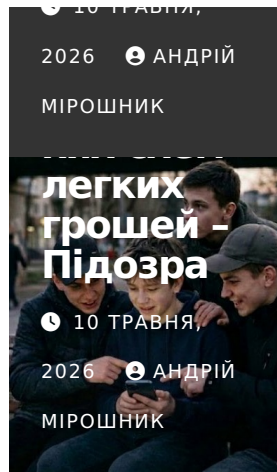 10 ТРАВНЯ,
2026 АНДРІЙ
МІРОШНИК
легких
грошей –
Підозра
10 ТРАВНЯ,
2026 АНДРІЙ
МІРОШНИК